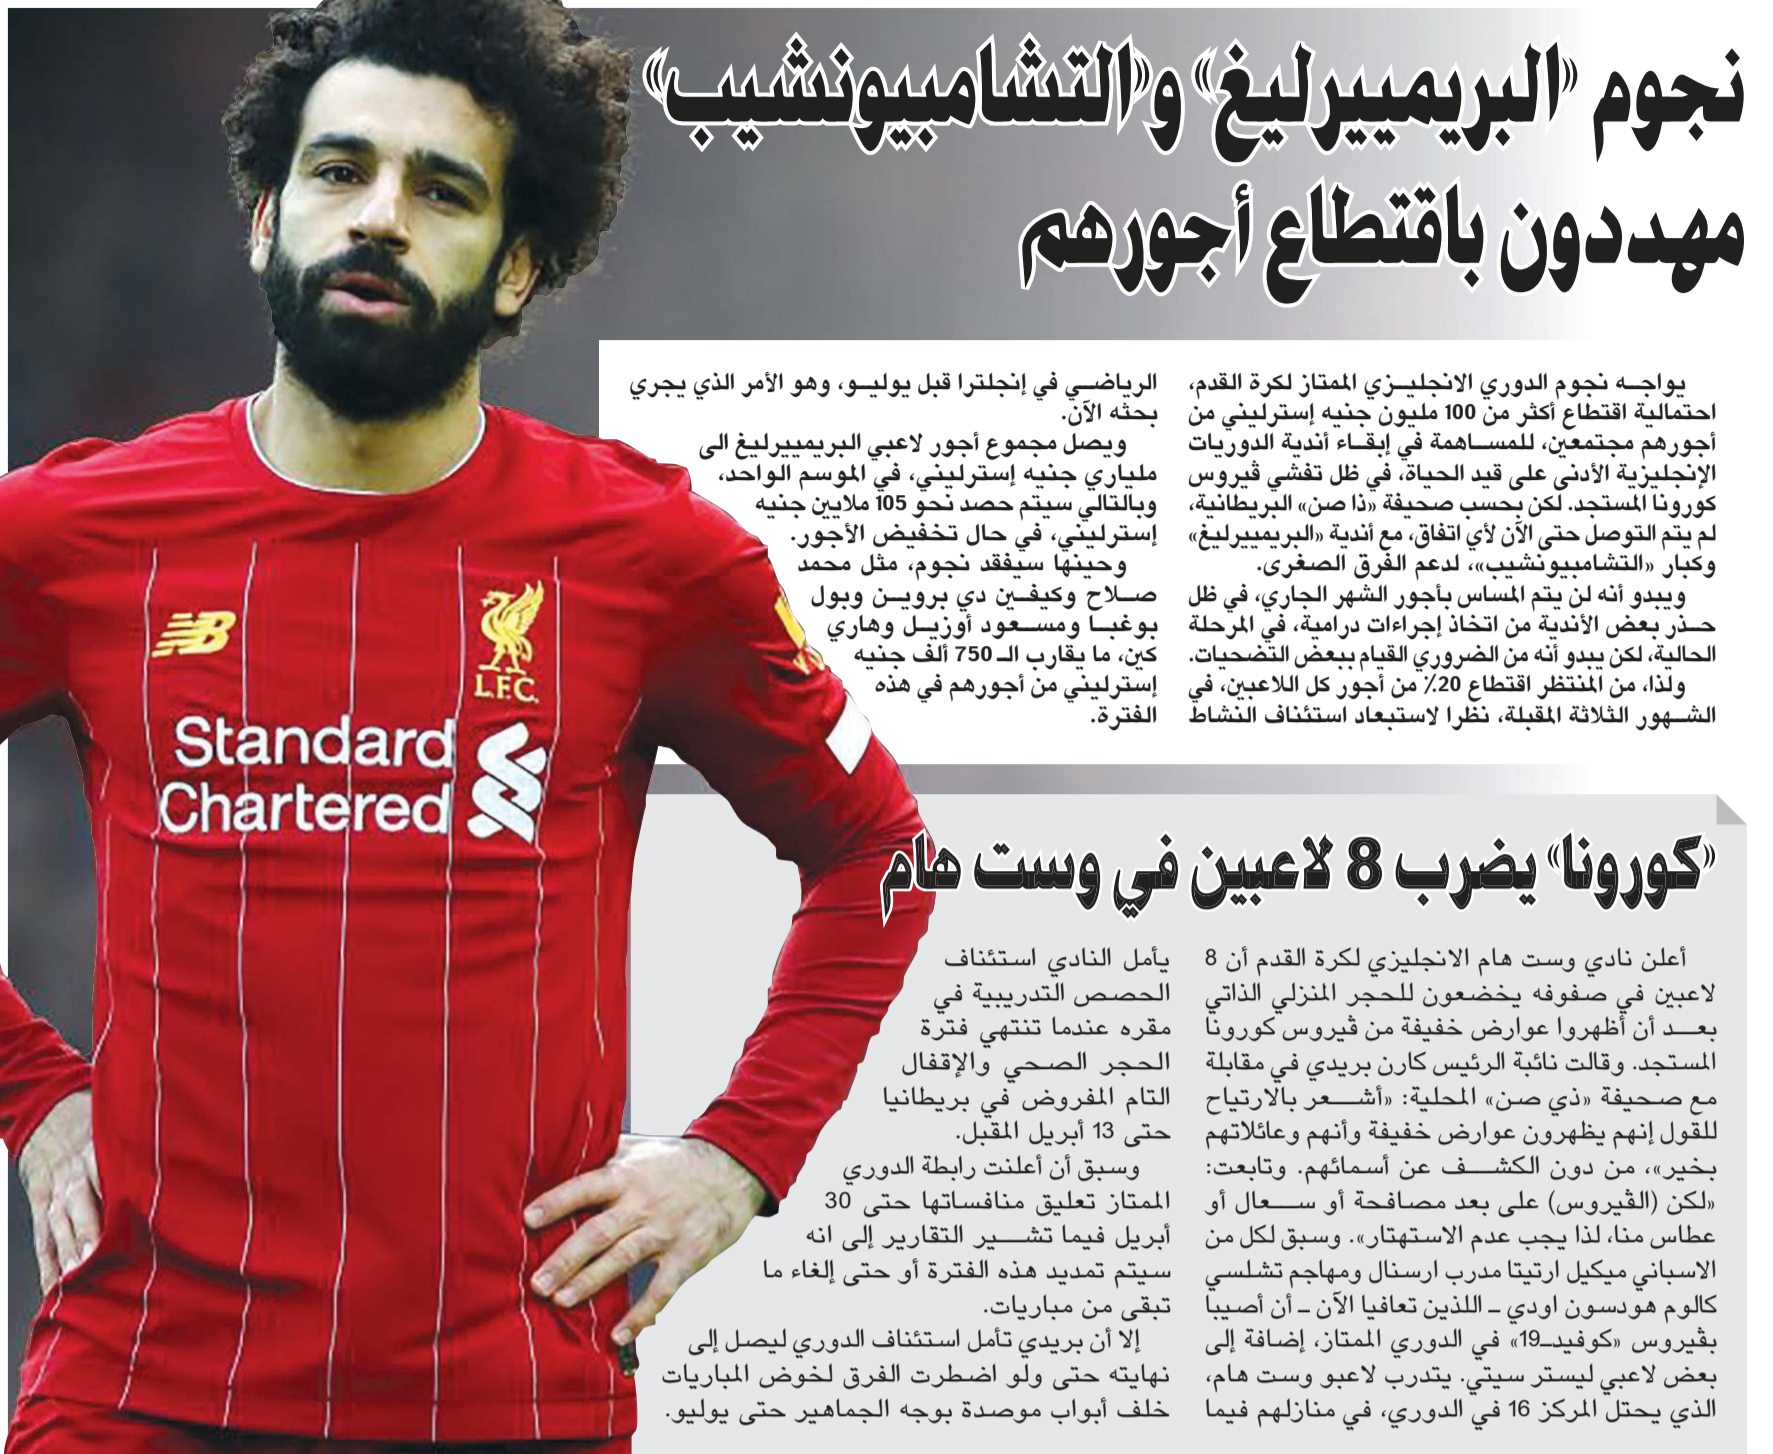 نجوم «البريمييرليغ» و«التشامبيونشيب»
مهددون باقتطاع أجورهم
يواجه نجوم الدوري الانجليزي الممتاز لكرة القدم،
احتمالية اقتطاع أكثر من 100 مليون جنيه إسترليني من
أجورهم مجتمعين، للمساهمة في إبقاء أندية الدوريات
الإنجليزية الأدنى على قيد الحياة، في ظل تفشي ڤيروس
كورونا المستجد. لكن بحسب صحيفة «ذا صن» البريطانية،
لم يتم التوصل حتى الآن لأي اتفاق، مع أندية «البريمييرليغ»
وكبار «التشامبيونشيب»، لدعم الفرق الصغرى.
ويبدو أنه لن يتم المساس بأجور الشهر الجاري، في ظل
حذر بعض الأندية من اتخاذ إجراءات درامية، في المرحلة
الحالية، لكن يبدو أنه من الضروري القيام ببعض التضحيات.
ولذا، من المنتظر اقتطاع 20٪ من أجور كل اللاعبين، في
الشهور الثلاثة المقبلة، نظرا لاستبعاد استئناف النشاط
الرياضي في إنجلترا قبل يوليو، وهو الأمر الذي يجري
بحثه الآن.
ويصل مجموع أجور لاعبي البريمييرليغ الى
ملياري جنيه إسترليني، في الموسم الواحد،
وبالتالي سيتم حصد نحو 105 ملايين جنيه
إسترليني، في حال تخفيض الأجور.
وحينها سيفقد نجوم، مثل محمد
صلاح وكيفين دي بروين وبول
بوغبا ومسعود أوزيل وهاري
كين، ما يقارب الـ 750 ألف جنيه
إسترليني من أجورهم في هذه
الفترة.
«كورونا» يضرب 8 لاعبين في وست هام
أعلن نادي وست هام الانجليزي لكرة القدم أن 8
لاعبين في صفوفه يخضعون للحجر المنزلي الذاتي
بعد أن أظهروا عوارض خفيفة من ڤيروس كورونا
المستجد. وقالت نائبة الرئيس كارن بريدي في مقابلة
مع صحيفة «ذي صن» المحلية: «أشعر بالارتياح
للقول إنهم يظهرون عوارض خفيفة وأنهم وعائلاتهم
بخير»، من دون الكشف عن أسمائهم. وتابعت:
«لكن (الڤيروس) على بعد مصافحة أو سعال أو
عطاس منا، لذا يجب عدم الاستهتار». وسبق لكل من
الاسباني ميكيل ارتيتا مدرب ارسنال ومهاجم تشلسي
كالوم هودسون اودي ـ اللذين تعافيا الآن ـ أن أصيبا
بڤيروس «كوفيدـ19» في الدوري الممتاز، إضافة إلى
بعض لاعبي ليستر سيتي. يتدرب لاعبو وست هام،
الذي يحتل المركز 16 في الدوري، في منازلهم فيما
يأمل النادي استئناف
الحصص التدريبية في
مقره عندما تنتهي فترة
الحجر الصحي والإقفال
التام المفروض في بريطانيا
حتى 13 أبريل المقبل.
وسبق أن أعلنت رابطة الدوري
الممتاز تعليق منافساتها حتى 30
أبريل فيما تشير التقارير إلى انه
سيتم تمديد هذه الفترة أو حتى إلغاء ما
تبقى من مباريات.
إلا أن بريدي تأمل استئناف الدوري ليصل إلى
نهايته حتى ولو اضطرت الفرق لخوض المباريات
خلف أبواب موصدة بوجه الجماهير حتى يوليو.
NB
L.F.C.
Standard
Chartered